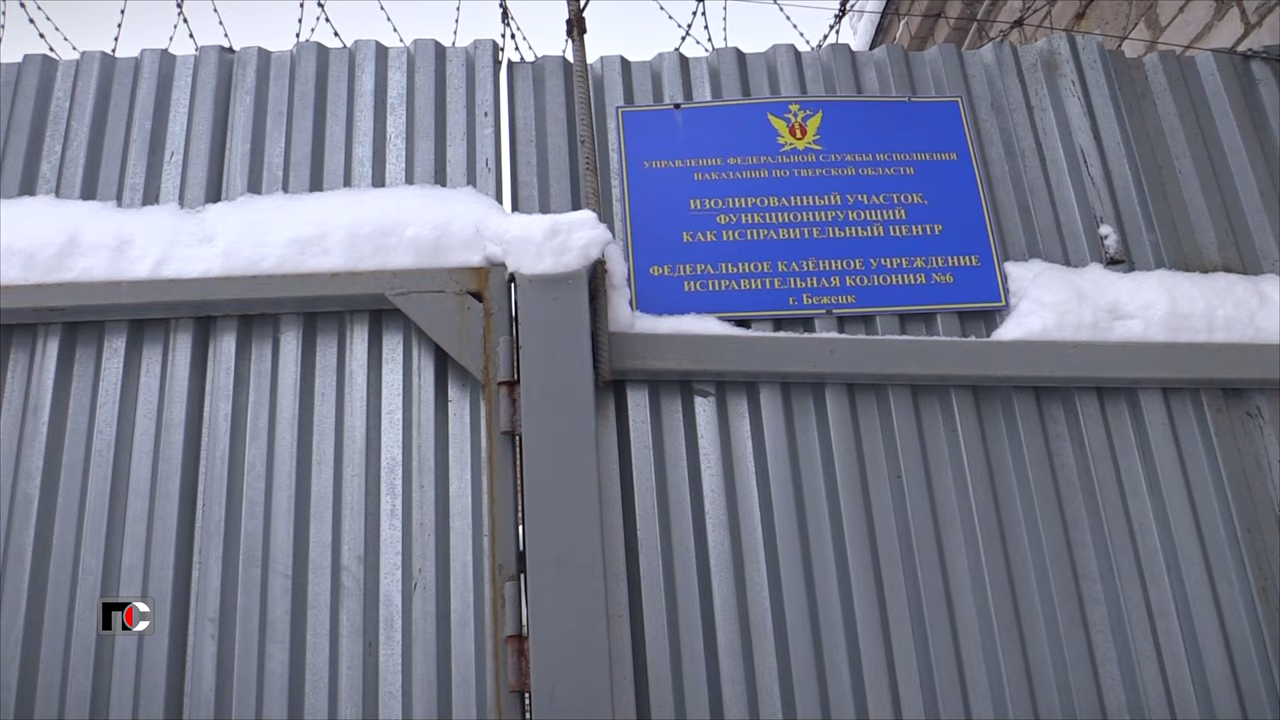 УПРАВЛЕНИЕ ФЕДЕРАЛЬНОЙ СЛУЖБЫ ИСПОЛНЕНИЯ
НАКАЗАНИЙ ПО ТВЕРСКОЙ ОБЛАСТИ
ИЗОЛИРОВАННЫЙ УЧАСТОК,
ФУНКЦИОНИРУЮЩИЙ
КАК ИСПРАВИТЕЛЬНЫЙ ЦЕНТР
ФЕДЕРАЛЬНОЕ КАЗЁННОЕ УЧРЕЖДЕНИЕ
ИСПРАВИТЕЛЬНАЯ КОЛОНИЯ №6
г. Бежецк
ПС